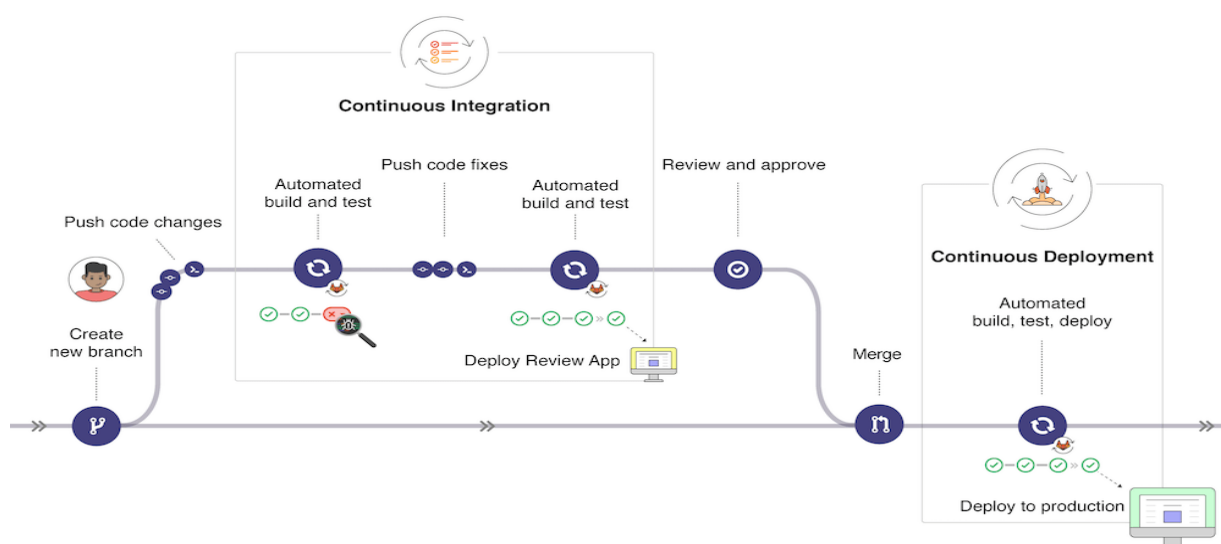 Continuous Integration
Push code fixes
Review and approve
Automated
build and test
Automated
build and test
Push code changes
Continuous Deployment
Automated
build, test, deploy
Create
new branch
Deploy Review App
Merge
Deploy to production